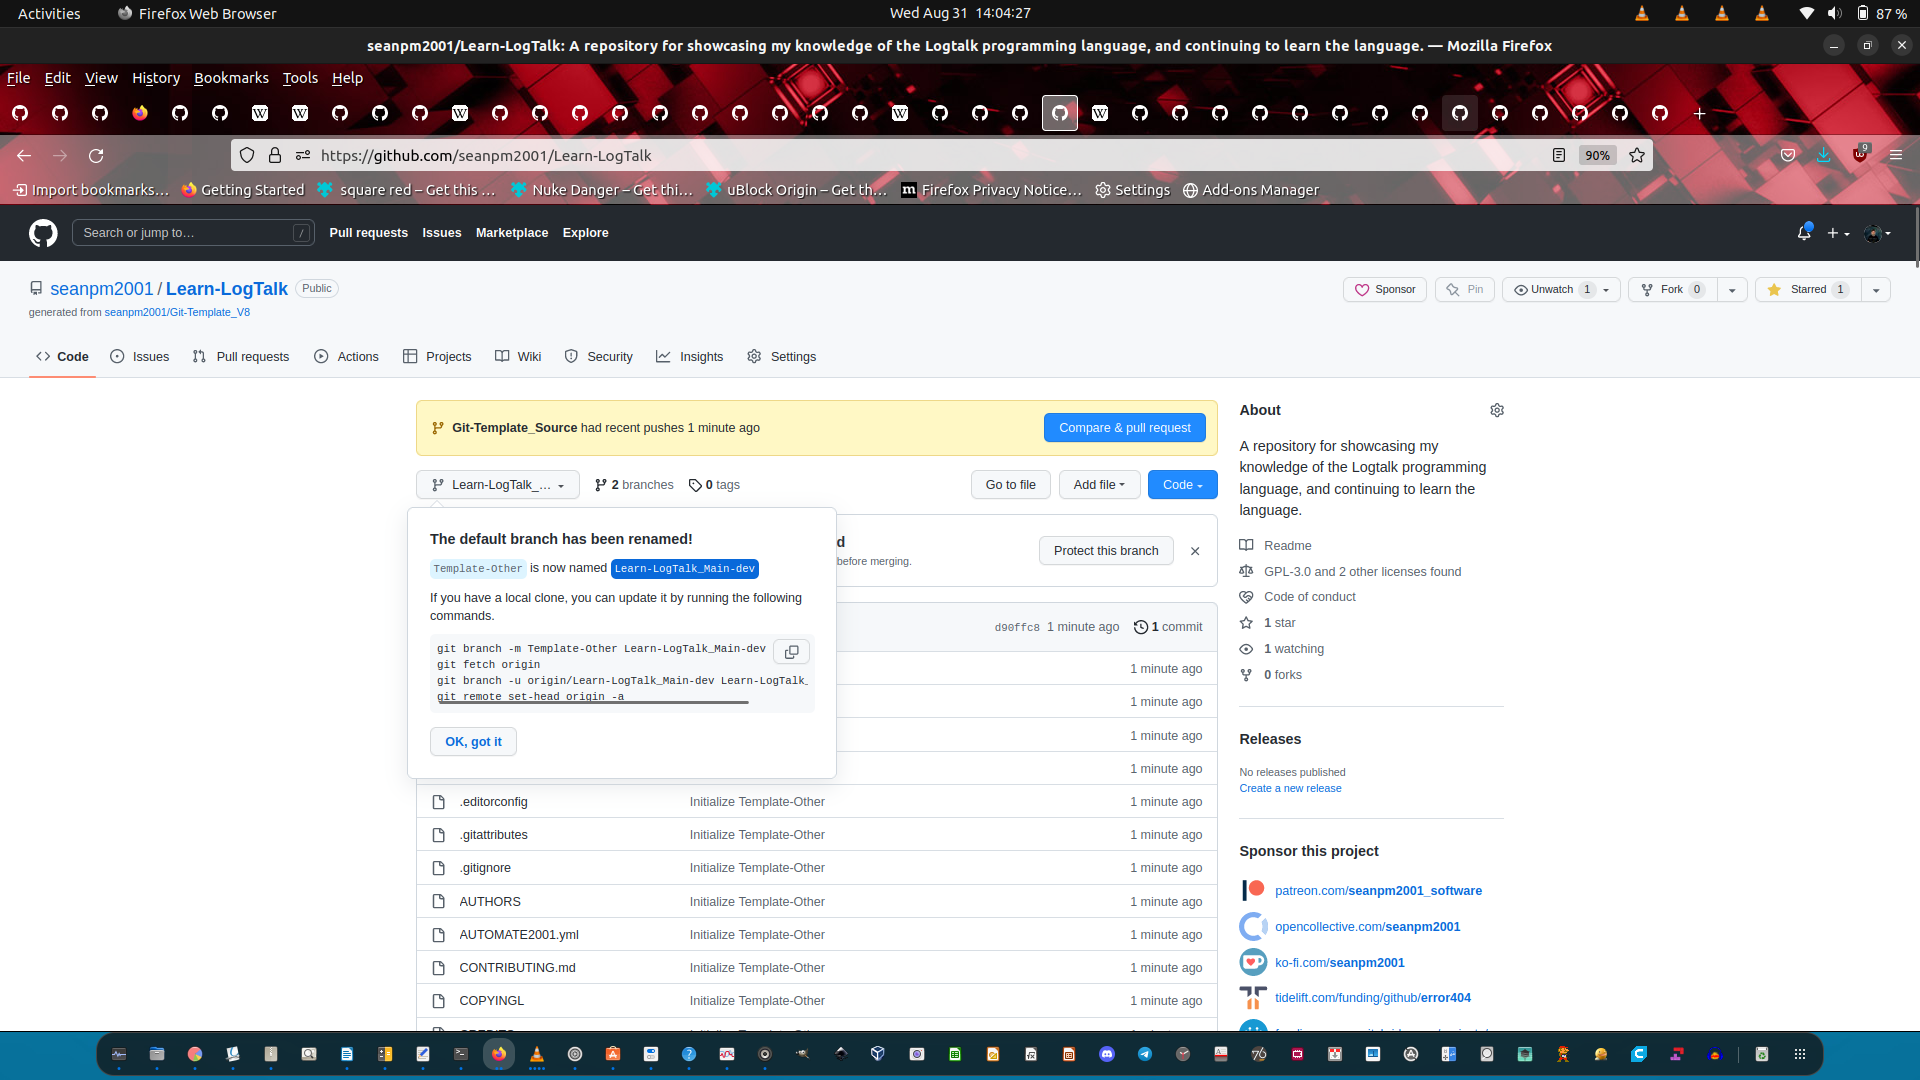 Activities
Firefox Web Browser
Wed Aug 31 14:04:27
87 %
seanpm2001/Learn-LogTalk: A repository for showcasing my knowledge of the Logtalk programming language, and continuing to learn the language. — Mozilla Firefox
File Edit View History Bookmarks Tools Help
https://github.com/seanpm2001/Learn-LogTalk
90%
9
Import bookmarks…
Getting Started
square red – Get this …
Nuke Danger – Get thi…
uBlock Origin – Get th…
Firefox Privacy Notice…
Settings
Add-ons Manager
Search or jump to…
/
Pull requests Issues Marketplace Explore
seanpm2001 / Learn-LogTalk Public
generated from seanpm2001/Git-Template_V8
Sponsor
Pin
Unwatch 1
Fork 0
Starred 1
Code
Issues
Pull requests
Actions
Projects
Wiki
Security
Insights
Settings
Git-Template_Source had recent pushes 1 minute ago
Compare & pull request
Learn-LogTalk_…
2 branches
0 tags
Go to file
Add file
Code
d
before merging.
Protect this branch
The default branch has been renamed!
Template-Other is now named Learn-LogTalk_Main-dev
If you have a local clone, you can update it by running the following
commands.
git branch -m Template-Other Learn-LogTalk_Main-dev
git fetch origin
git branch -u origin/Learn-LogTalk_Main-dev Learn-LogTalk_
git remote set-head origin -a
OK, got it
d90ffc8 1 minute ago
1 commit
1 minute ago
1 minute ago
1 minute ago
1 minute ago
.editorconfig Initialize Template-Other 1 minute ago
.gitattributes Initialize Template-Other 1 minute ago
.gitignore Initialize Template-Other 1 minute ago
AUTHORS Initialize Template-Other 1 minute ago
AUTOMATE2001.yml Initialize Template-Other 1 minute ago
CONTRIBUTING.md Initialize Template-Other 1 minute ago
COPYINGL Initialize Template-Other 1 minute ago
About
A repository for showcasing my
knowledge of the Logtalk programming
language, and continuing to learn the
language.
Readme
GPL-3.0 and 2 other licenses found
Code of conduct
1 star
1 watching
0 forks
Releases
No releases published
Create a new release
Sponsor this project
patreon.com/seanpm2001_software
opencollective.com/seanpm2001
ko-fi.com/seanpm2001
tidelift.com/funding/github/error404